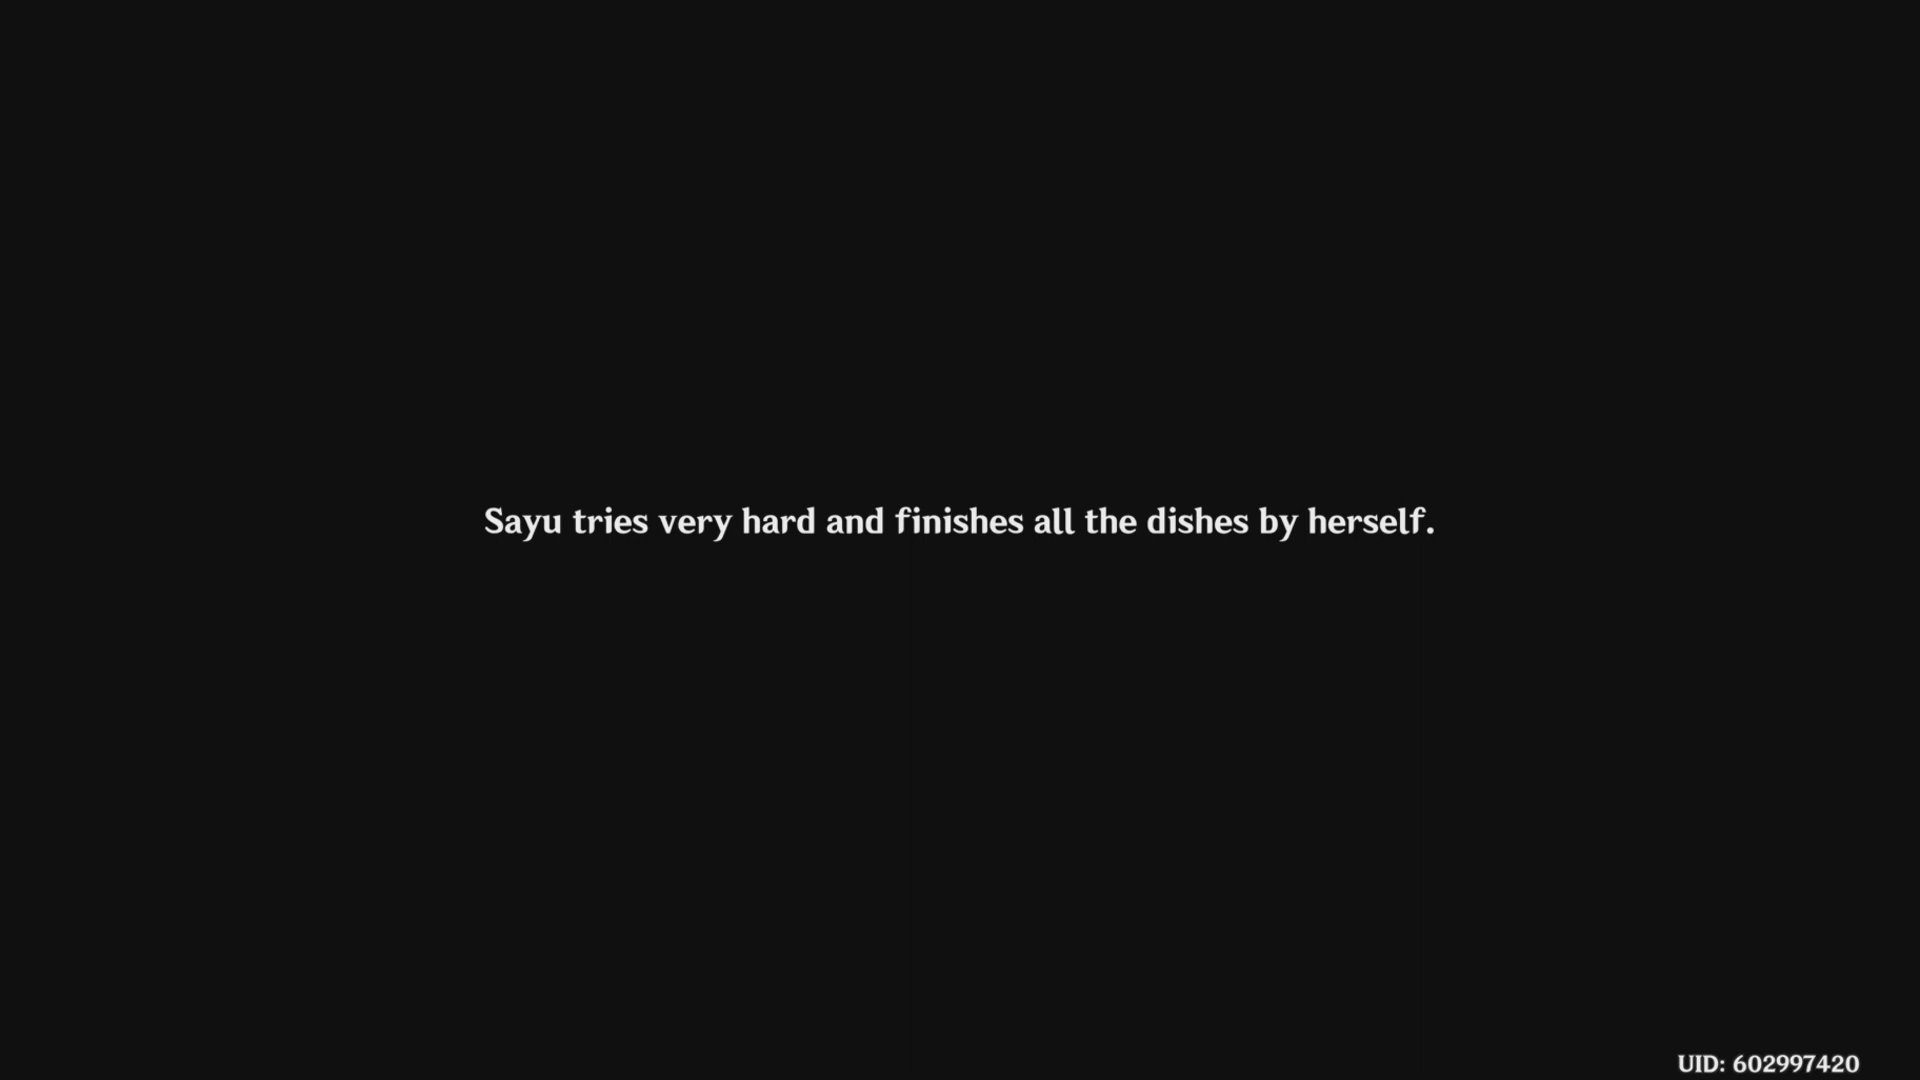 Sayu tries very hard and finishes all the dishes by herself.
UID: 602997420